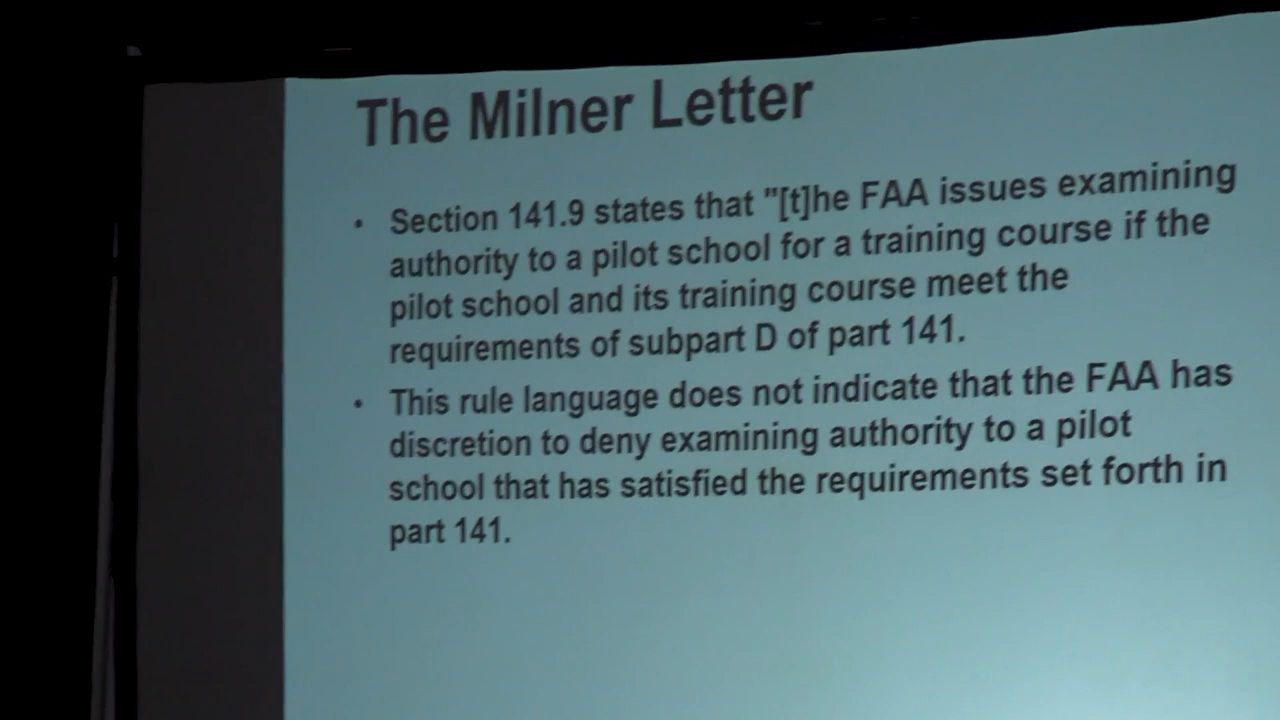 The Milner Letter
• Section 141.9 states that "[t]he FAA issues examining
authority to a pilot school for a training course if the
pilot school and its training course meet the
requirements of subpart D of part 141.
• This rule language does not indicate that the FAA has
discretion to deny examining authority to a pilot
school that has satisfied the requirements set forth in
part 141.